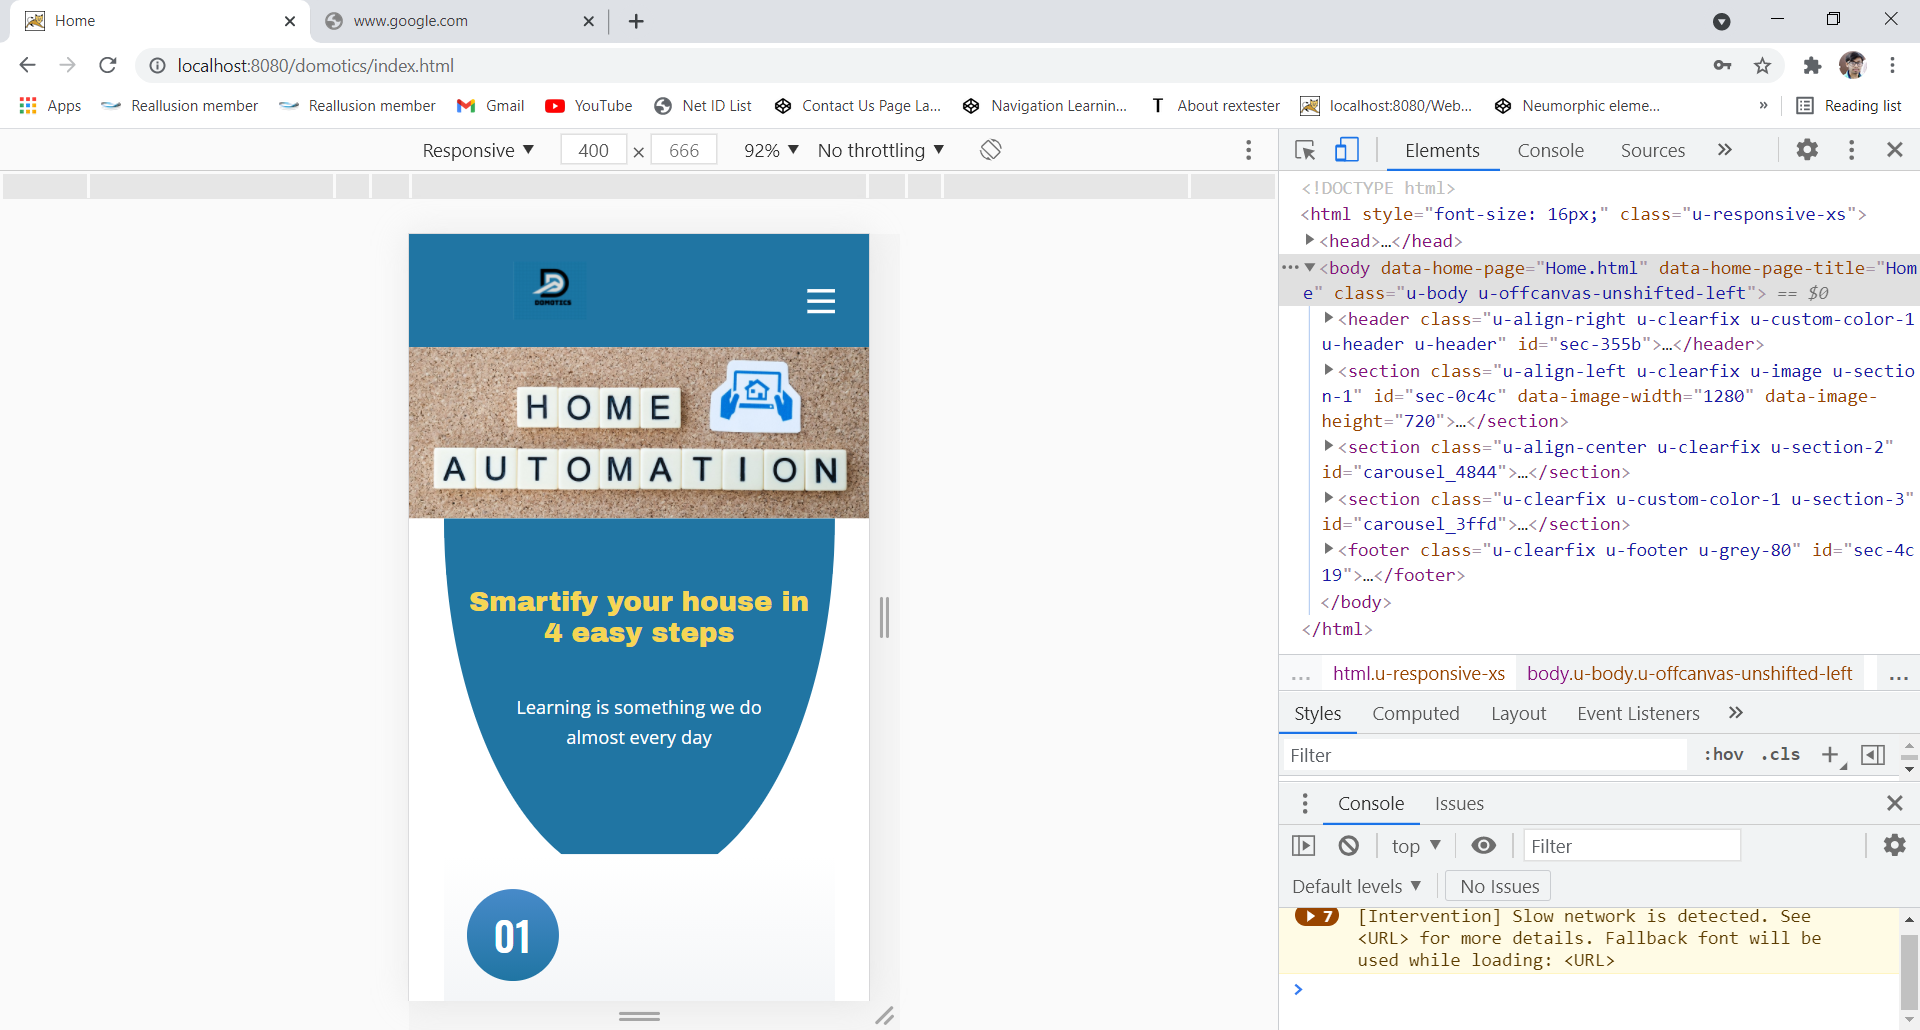 Home
www.google.com
localhost:8080/domotics/index.html
Apps
Reallusion member
Reallusion member
Gmail
YouTube
Net ID List
Contact Us Page La...
Navigation Learnin...
About rextester
localhost:8080/Web...
Neumorphic eleme...
»
Reading list
Responsive
400 × 666
92%
No throttling
DOMOTICS
HOME
AUTOMATION
Smartify your house in
4 easy steps
Learning is something we do
almost every day
01
Elements
Console
Sources
»
<!DOCTYPE html>
<html style="font-size: 16px;" class="u-responsive-xs">
<head>…</head>
<body data-home-page="Home.html" data-home-page-title="Hom
e" class="u-body u-offcanvas-unshifted-left"> == $0
<header class="u-align-right u-clearfix u-custom-color-1
u-header u-header" id="sec-355b">…</header>
<section class="u-align-left u-clearfix u-image u-sectio
n-1" id="sec-0c4c" data-image-width="1280" data-image-
height="720">…</section>
<section class="u-align-center u-clearfix u-section-2"
id="carousel_4844">…</section>
<section class="u-clearfix u-custom-color-1 u-section-3"
id="carousel_3ffd">…</section>
<footer class="u-clearfix u-footer u-grey-80" id="sec-4c
19">…</footer>
</body>
</html>
... html.u-responsive-xs body.u-body.u-offcanvas-unshifted-left ...
Styles Computed Layout Event Listeners »
Filter :hov .cls +
Console Issues
top Filter
Default levels No Issues
7 [Intervention] Slow network is detected. See
<URL> for more details. Fallback font will be
used while loading: <URL>